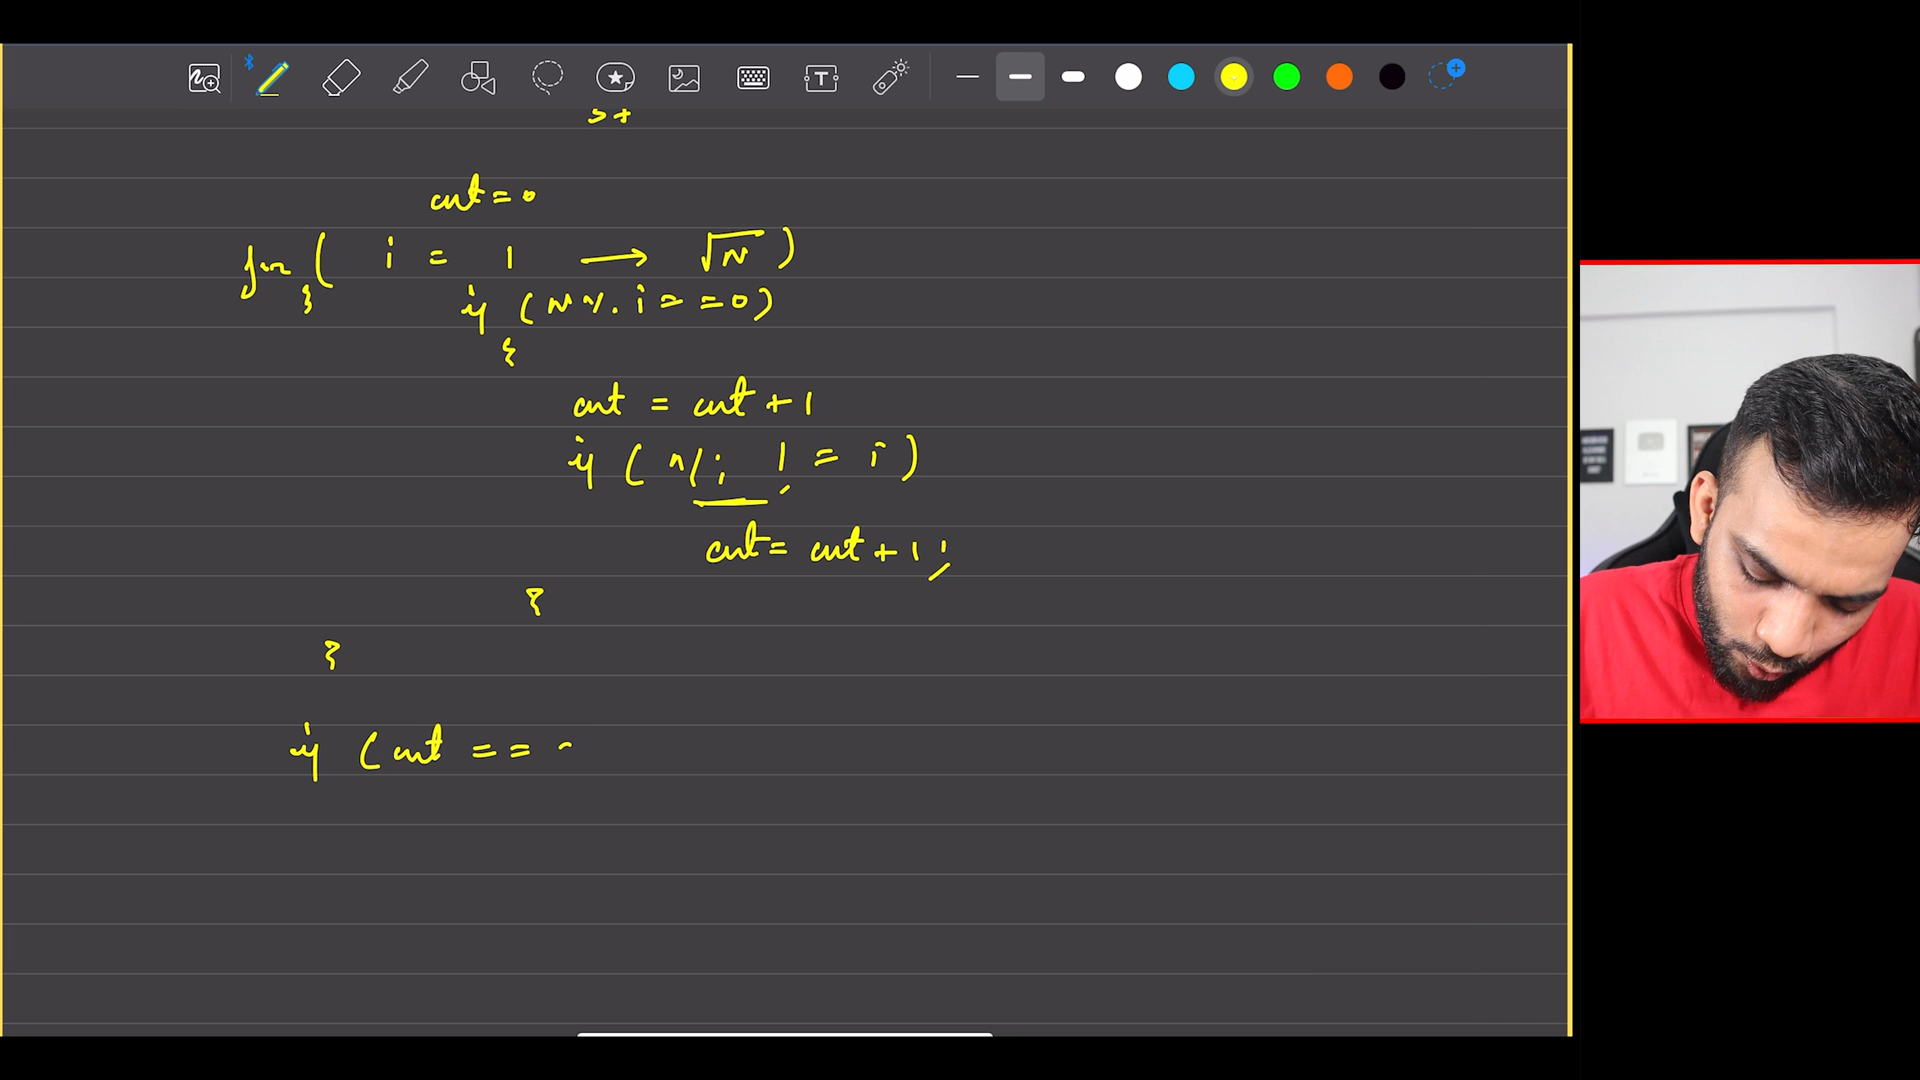 cnt = 0
for ( i = 1 → √N )
{
if ( N % i == 0 )
{
cnt = cnt + 1
if ( n/i != i )
cnt = cnt + 1;
}
}
if ( cnt ==